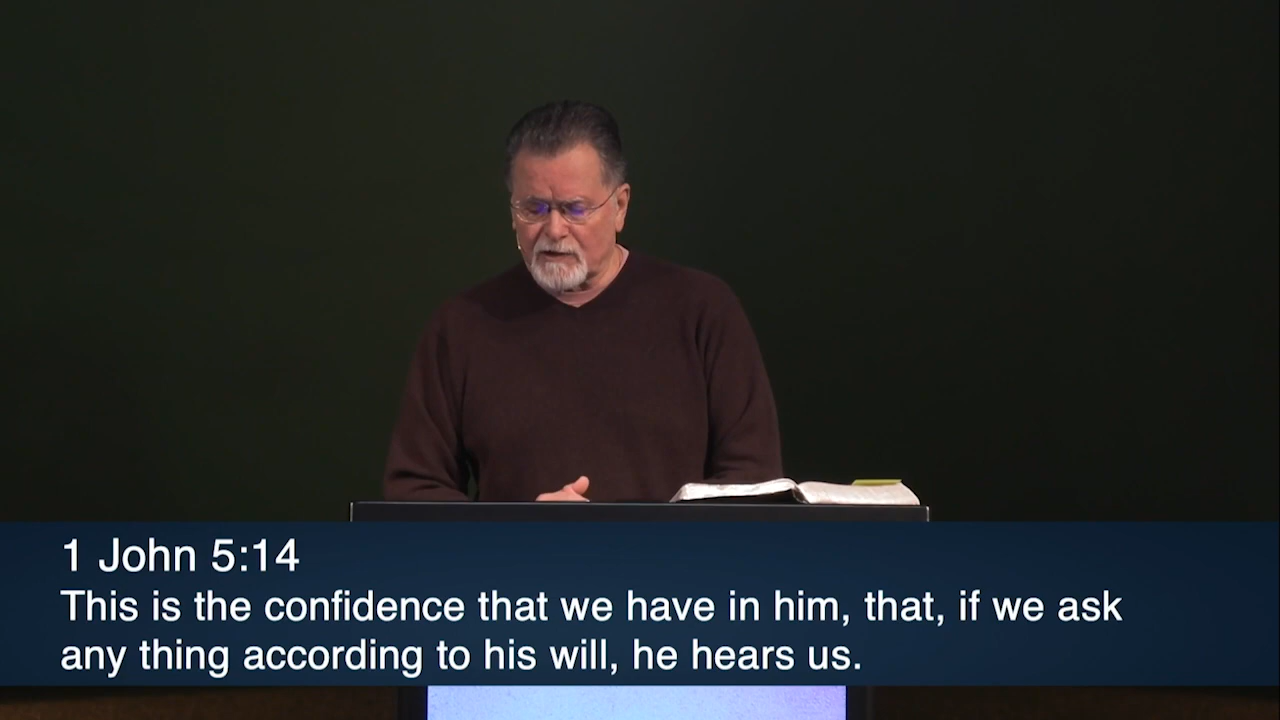 1 John 5:14
This is the confidence that we have in him, that, if we ask
any thing according to his will, he hears us.